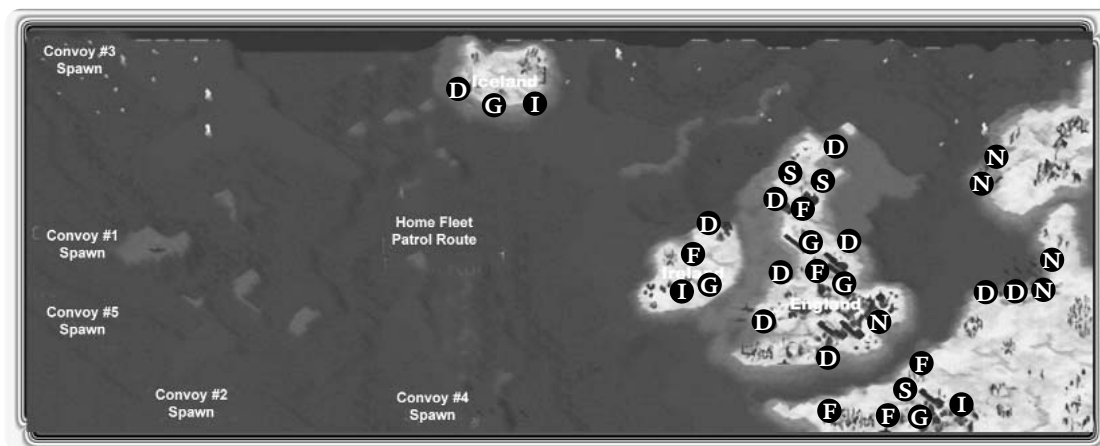 Convoy #3
Spawn
Iceland
D
G
I
D
S
S
D
F
N
N
Convoy #1
Spawn
Home Fleet
Patrol Route
D
F
Ireland
I
G
G
D
D
F
G
England
D
N
D
N
D
D
N
Convoy #5
Spawn
Convoy #2
Spawn
Convoy #4
Spawn
F
S
F
F
G
I